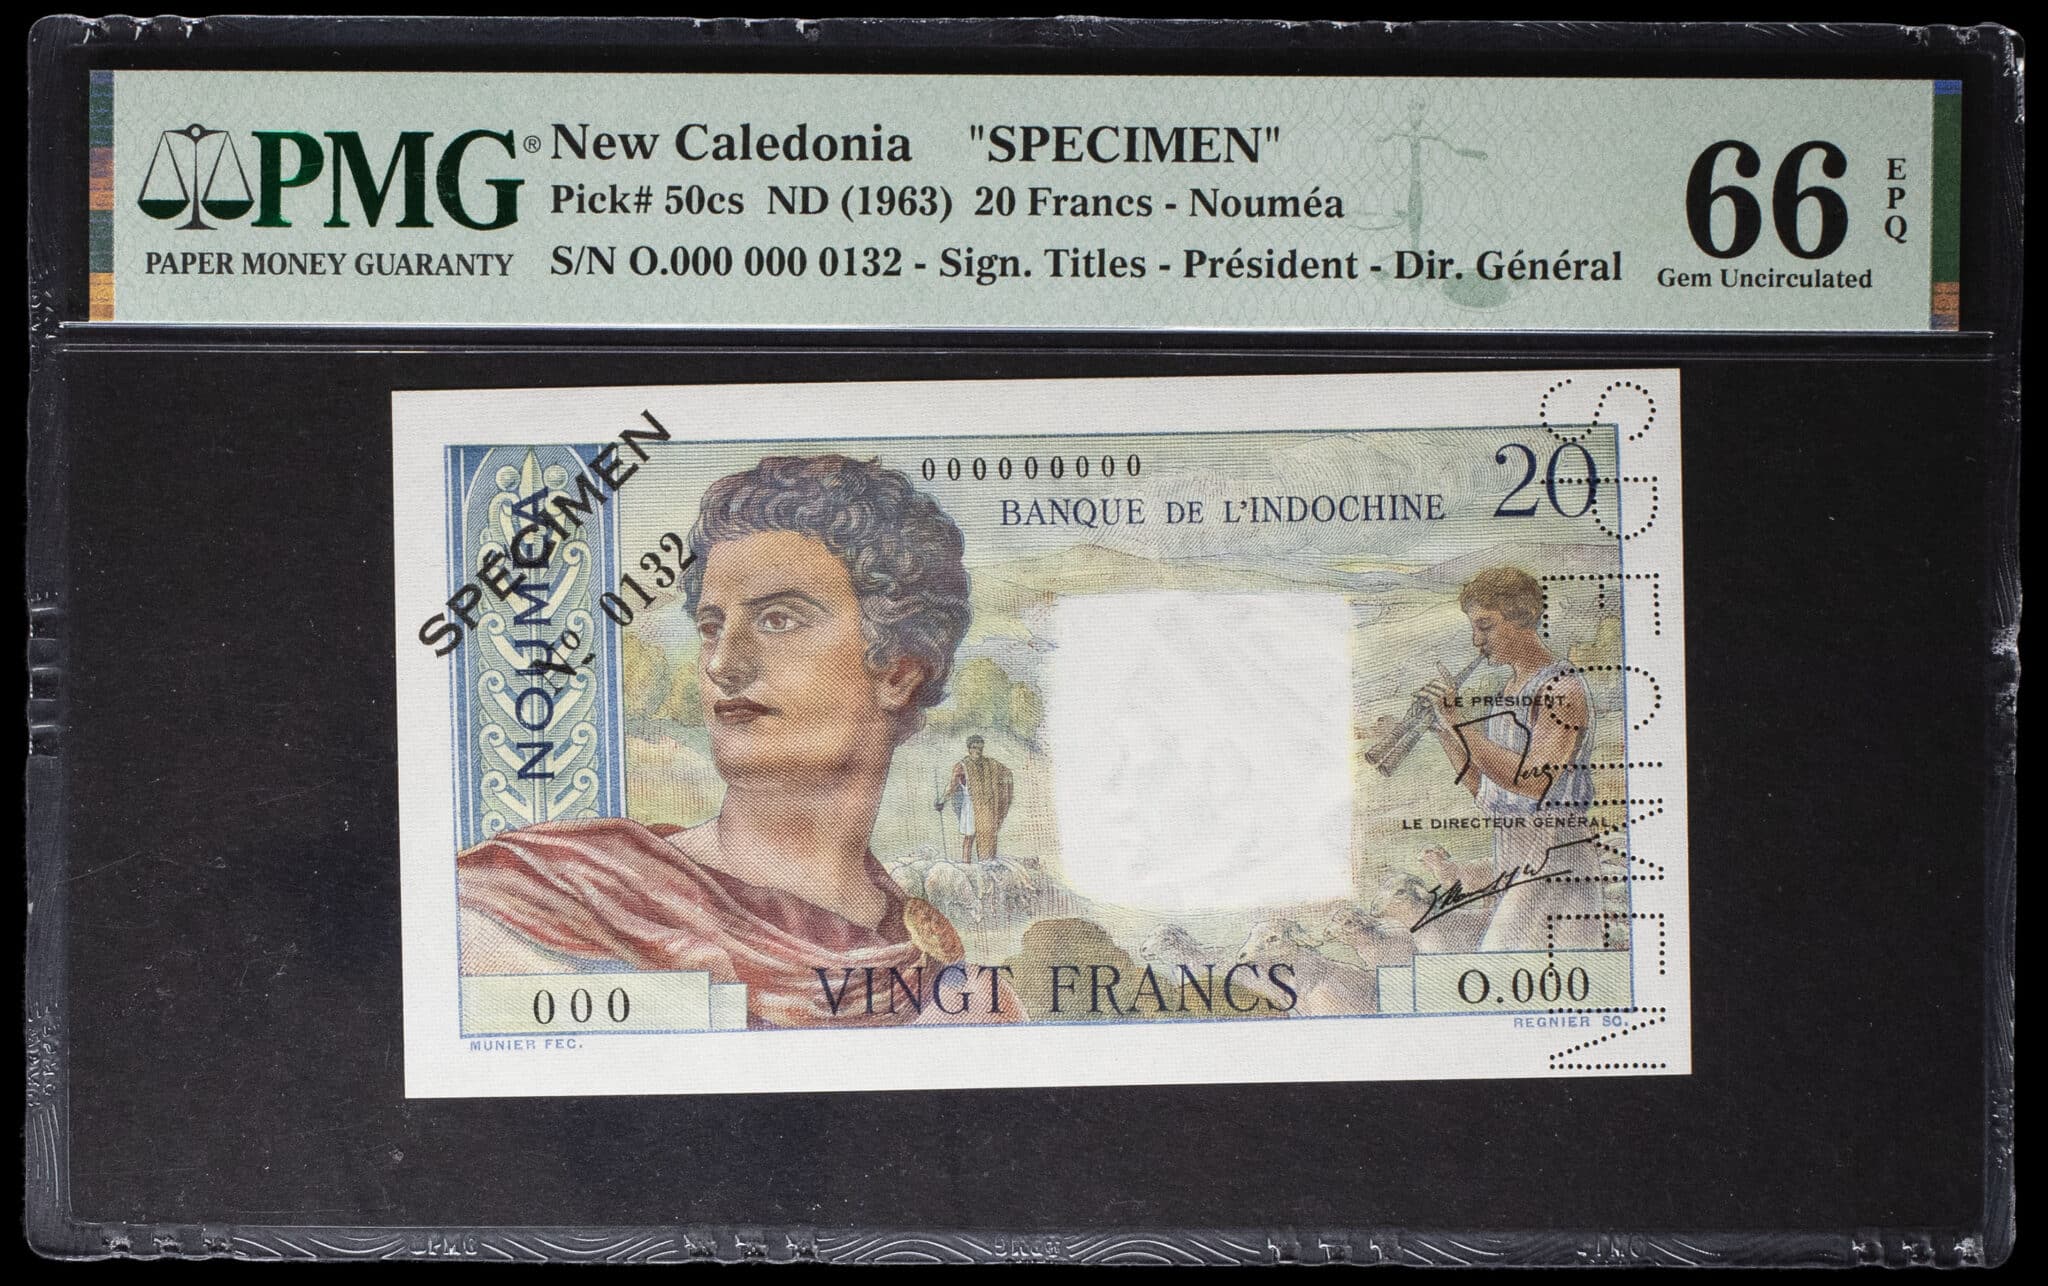 PMG® New Caledonia "SPECIMEN"
Pick# 50cs ND (1963) 20 Francs - Nouméa
PAPER MONEY GUARANTY
S/N O.000 000 0132 - Sign. Titles - Président - Dir. Général
66
EPQ
Gem Uncirculated
SPECIMEN
Nº 0132
NOUMÉA
000000000
BANQUE DE L'INDOCHINE
20
SPECIMEN
LE PRÉSIDENT,
LE DIRECTEUR GÉNÉRAL,
VINGT FRANCS
000
O.000
MUNIER FEC.
REGNIER SC.
PMG